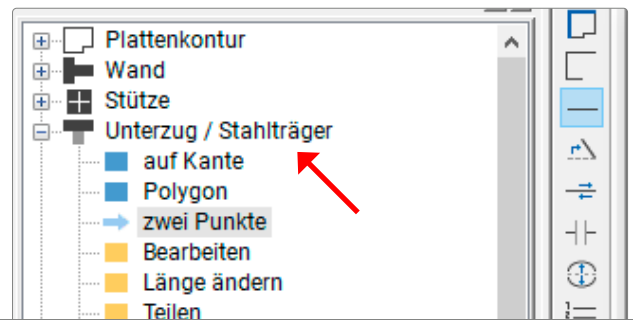 Plattenkontur
Wand
Stütze
Unterzug / Stahlträger
auf Kante
Polygon
zwei Punkte
Bearbeiten
Länge ändern
Teilen